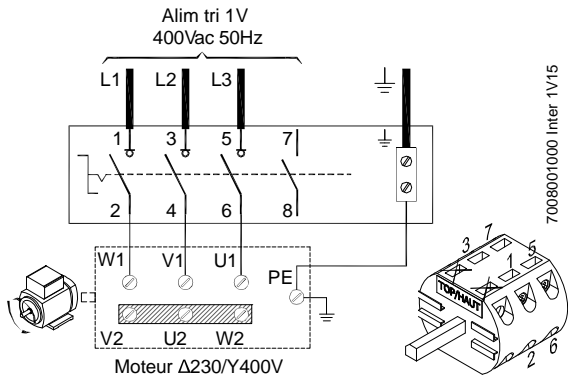 Alim tri 1V
400Vac 50Hz
L1 L2 L3
1 3 5 7
2 4 6 8
W1 V1 U1 PE
V2 U2 W2
Moteur Δ230/Y400V
7008001000 Inter 1V15
3 7 1 5
TOP/HAUT
2 6